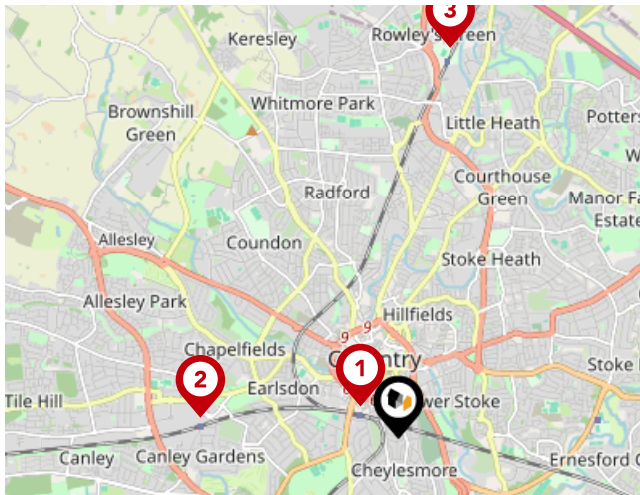 3
Keresley
Rowley's Green
Whitmore Park
Brownshill
Green
Little Heath
Potters
Courthouse
Green
Radford
Manor Fa
Estate
Allesley
Coundon
Stoke Heath
Allesley Park
Hillfields
9
9
Chapelfields
Stoke
1
2
Earlsdon
wer Stoke
Tile Hill
Canley
Canley Gardens
Cheylesmore
Ernesford